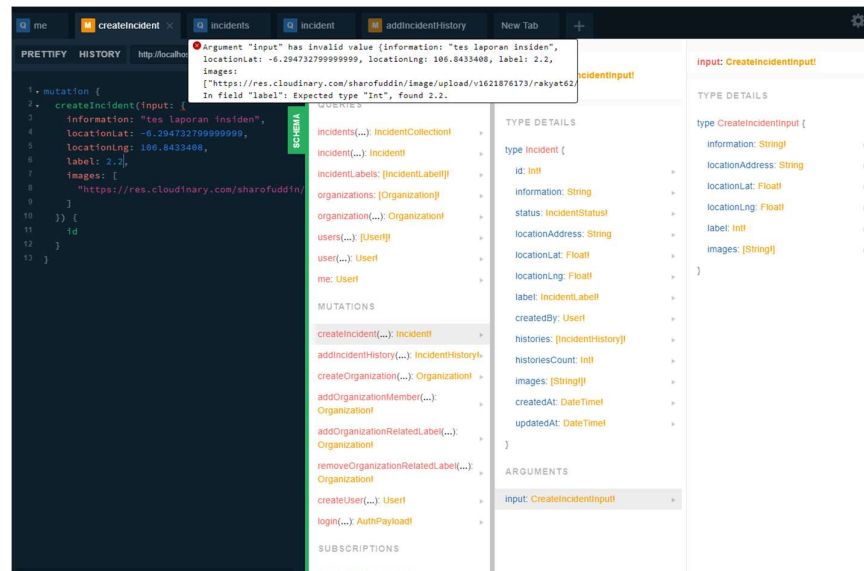 me
createIncident
incidents
incident
addIncidentHistory
New Tab
PRETTIFY HISTORY http://localhos
Argument "input" has invalid value {information: "tes laporan insiden",
locationLat: -6.294732799999999, locationLng: 106.8433408, label: 2.2,
images:
["https://res.cloudinary.com/sharofuddin/image/upload/v1621876173/rakyat62/
In field "label": Expected type "Int", found 2.2.
1 mutation {
2 createIncident(input: {
3 information: "tes laporan insiden",
4 locationLat: -6.294732799999999,
5 locationLng: 106.8433408,
6 label: 2.2,
7 images: [
8 "https://res.cloudinary.com/sharofuddin/
9 ]
10 }) {
11 id
12 }
13 }
SCHEMA
QUERIES
incidents(...): IncidentCollection!
incident(...): Incident!
incidentLabels: [IncidentLabel!]!
organizations: [Organization]!
organization(...): Organization!
users(...): [User!]!
user(...): User!
me: User!
MUTATIONS
createIncident(...): Incident!
addIncidentHistory(...): IncidentHistory!
createOrganization(...): Organization!
addOrganizationMember(...):
Organization!
addOrganizationRelatedLabel(...):
Organization!
removeOrganizationRelatedLabel(...):
Organization!
createUser(...): User!
login(...): AuthPayload!
SUBSCRIPTIONS
ncidentInput!
TYPE DETAILS
type Incident {
id: Int!
information: String
status: IncidentStatus!
locationAddress: String
locationLat: Float!
locationLng: Float!
label: IncidentLabel!
createdBy: User!
histories: [IncidentHistory]!
historiesCount: Int!
images: [String!]!
createdAt: DateTime!
updatedAt: DateTime!
}
ARGUMENTS
input: CreateIncidentInput!
input: CreateIncidentInput!
TYPE DETAILS
type CreateIncidentInput {
information: String!
locationAddress: String
locationLat: Float!
locationLng: Float!
label: Int!
images: [String!]
}